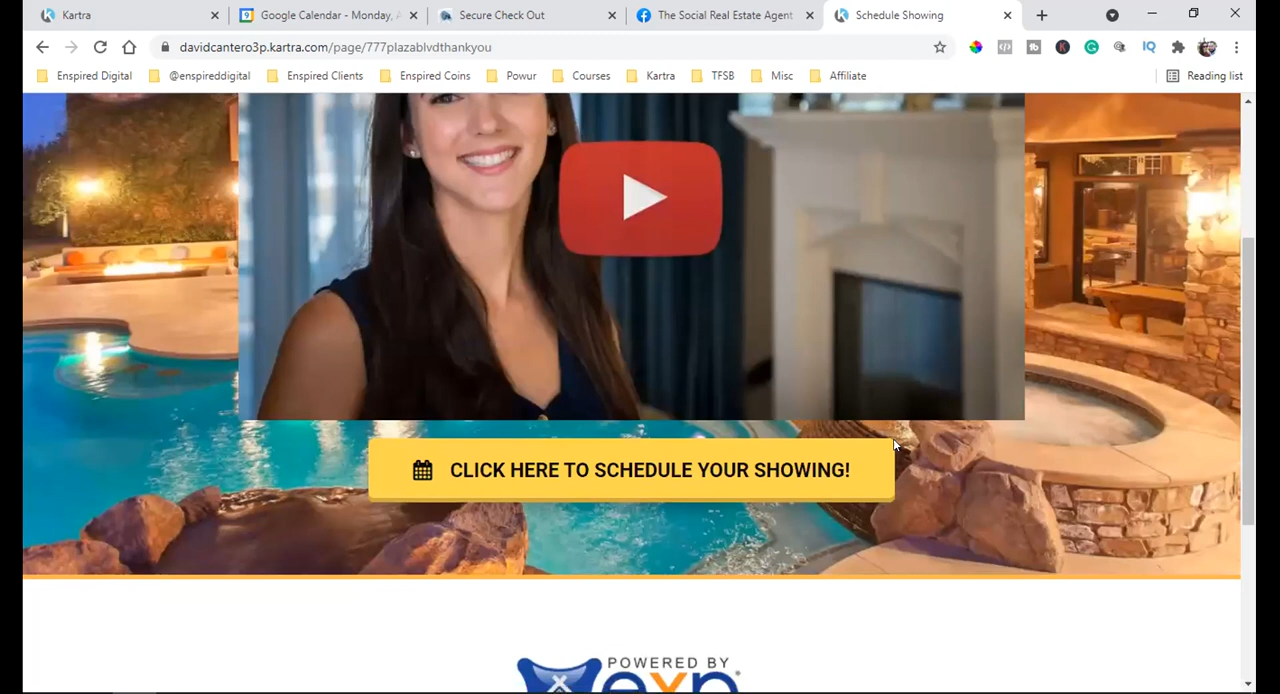 Kartra
Google Calendar - Monday, A
Secure Check Out
The Social Real Estate Agent
Schedule Showing
davidcantero3p.kartra.com/page/777plazablvdthankyou
Enspired Digital
@enspireddigital
Enspired Clients
Enspired Coins
Powur
Courses
Kartra
TFSB
Misc
Affiliate
Reading list
CLICK HERE TO SCHEDULE YOUR SHOWING!
POWERED BY
exp